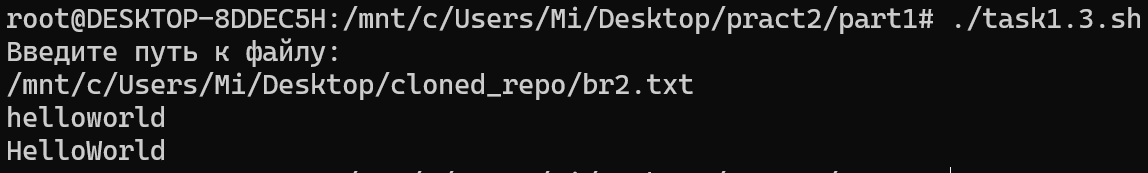 root@DESKTOP-8DDEC5H:/mnt/c/Users/Mi/Desktop/pract2/part1# ./task1.3.sh
Введите путь к файлу:
/mnt/c/Users/Mi/Desktop/cloned_repo/br2.txt
helloworld
HelloWorld